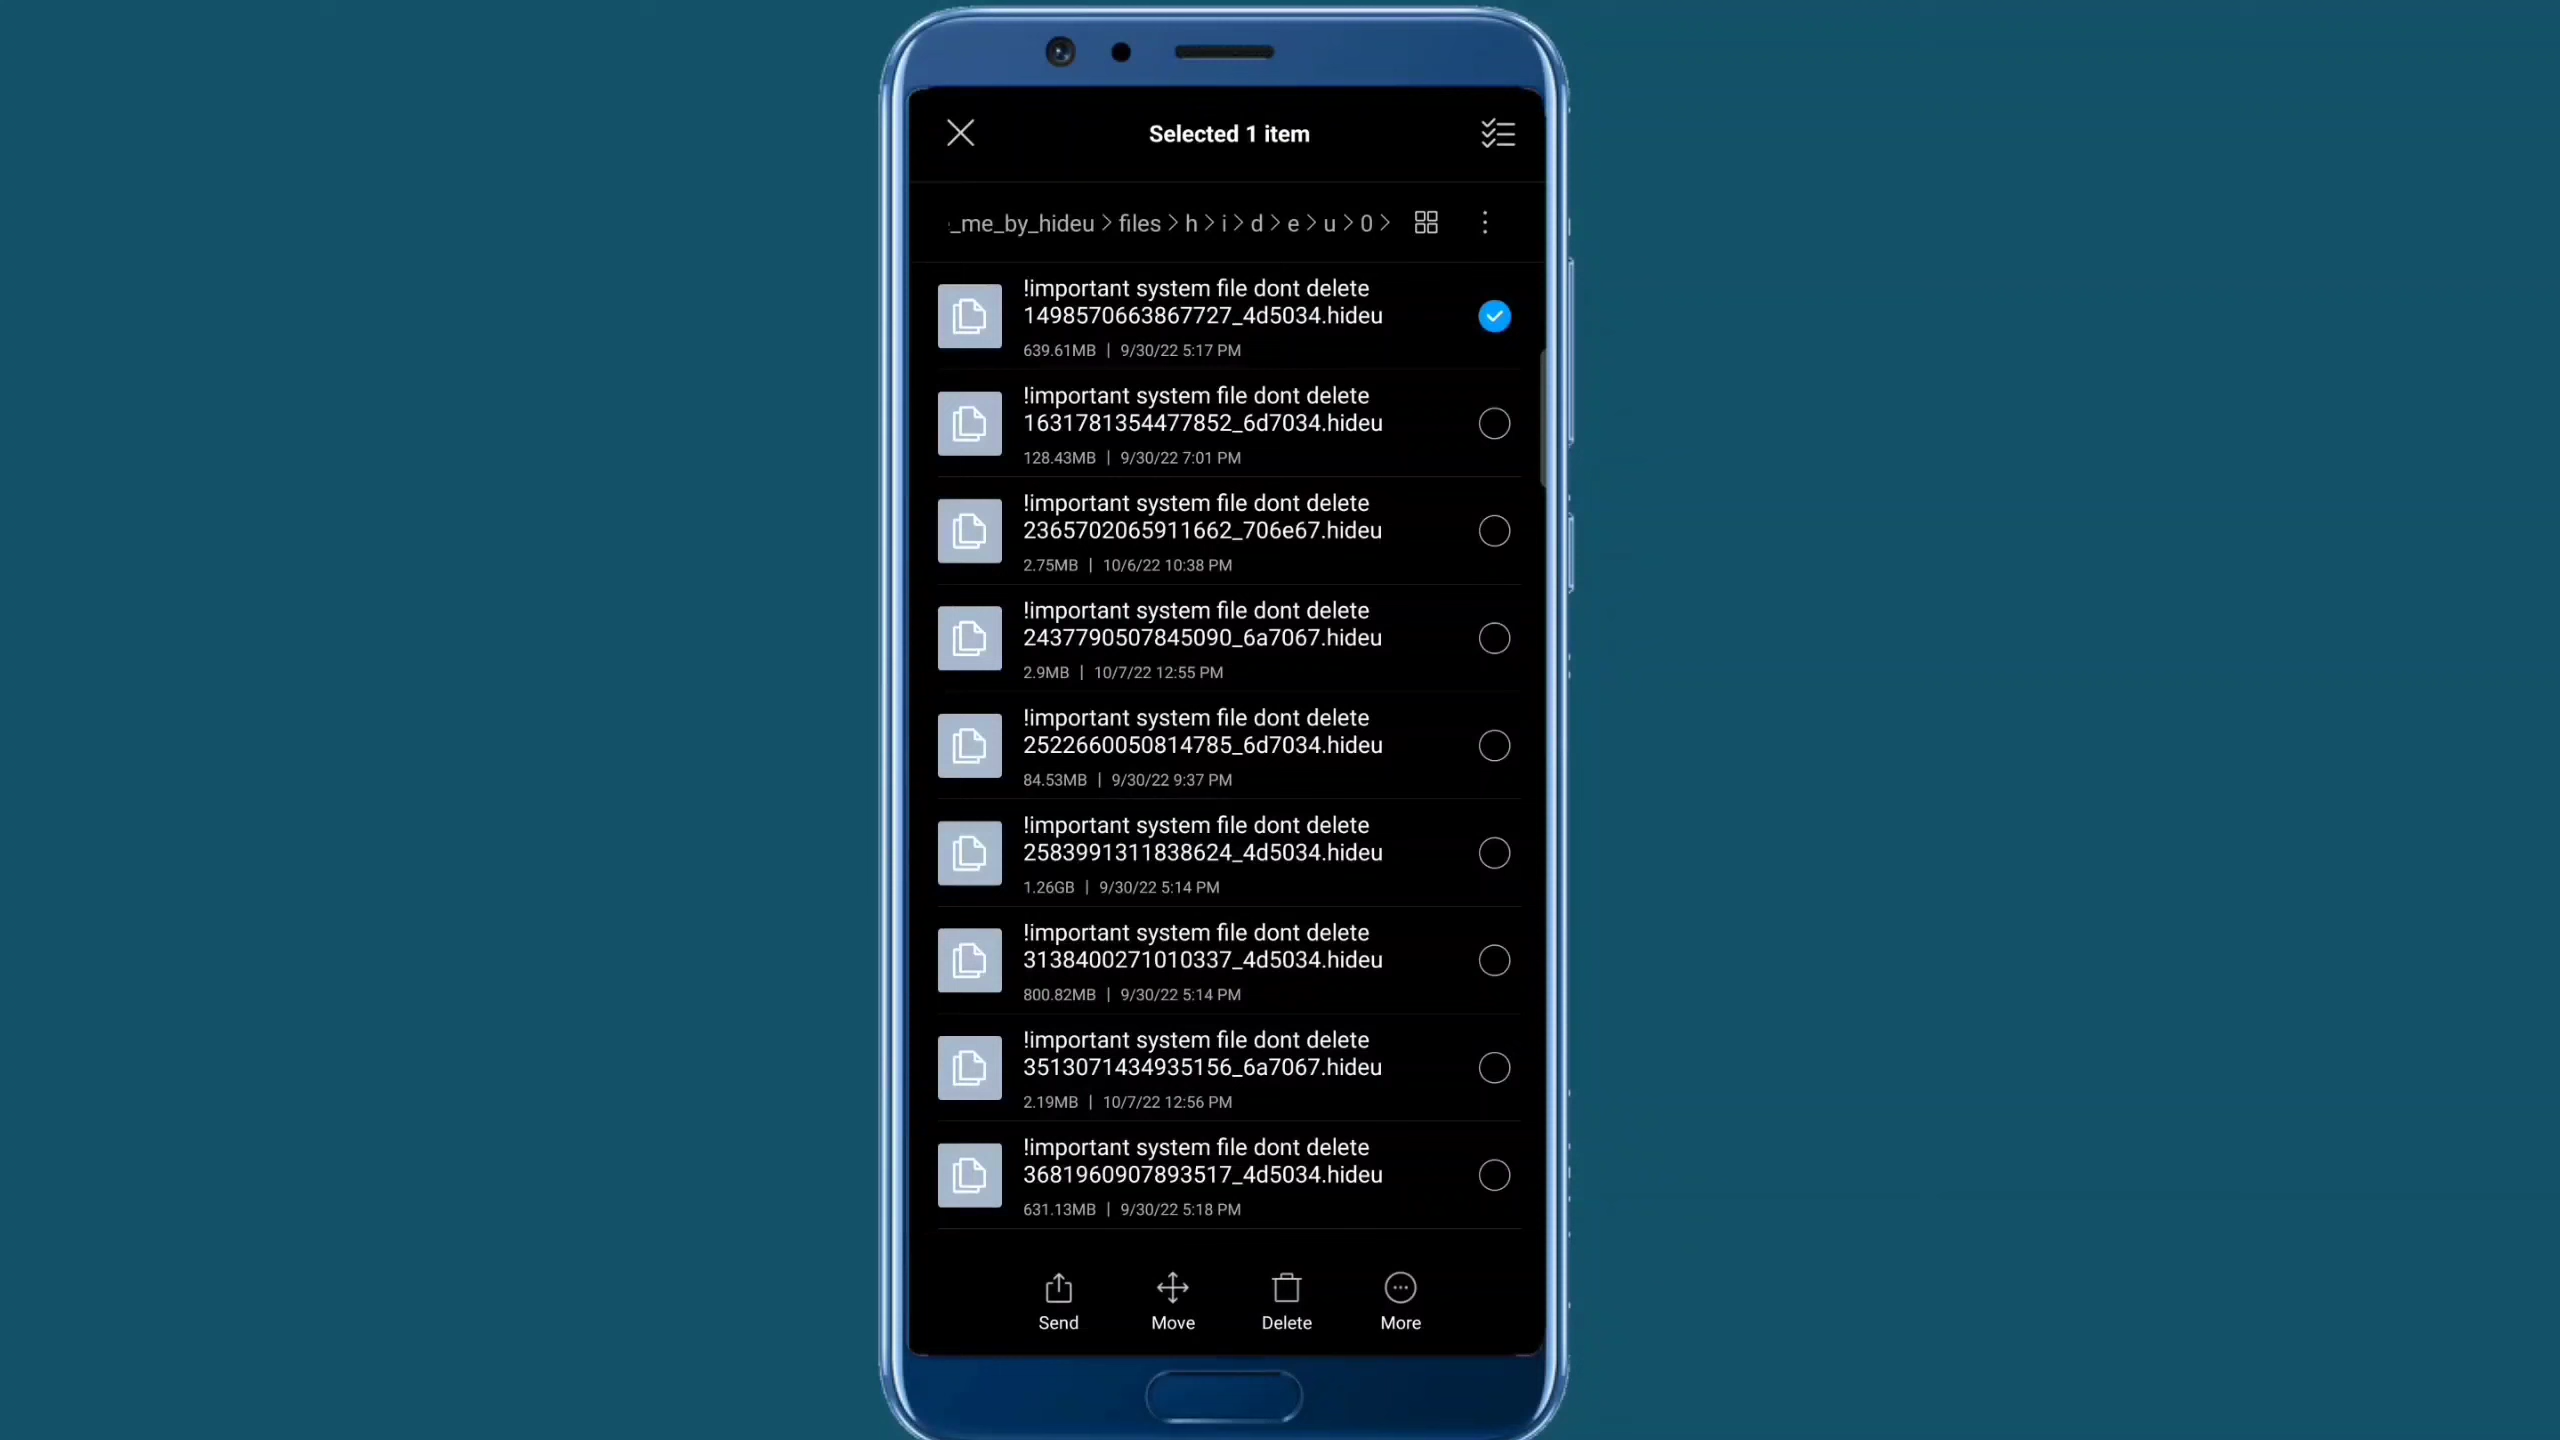 Selected 1 item
_me_by_hideu > files > h > i > d > e > u > 0 >
!important system file dont delete
1498570663867727_4d5034.hideu
639.61MB | 9/30/22 5:17 PM
!important system file dont delete
1631781354477852_6d7034.hideu
128.43MB | 9/30/22 7:01 PM
!important system file dont delete
2365702065911662_706e67.hideu
2.75MB | 10/6/22 10:38 PM
!important system file dont delete
2437790507845090_6a7067.hideu
2.9MB | 10/7/22 12:55 PM
!important system file dont delete
2522660050814785_6d7034.hideu
84.53MB | 9/30/22 9:37 PM
!important system file dont delete
2583991311838624_4d5034.hideu
1.26GB | 9/30/22 5:14 PM
!important system file dont delete
3138400271010337_4d5034.hideu
800.82MB | 9/30/22 5:14 PM
!important system file dont delete
3513071434935156_6a7067.hideu
2.19MB | 10/7/22 12:56 PM
!important system file dont delete
3681960907893517_4d5034.hideu
631.13MB | 9/30/22 5:18 PM
Send Move Delete More